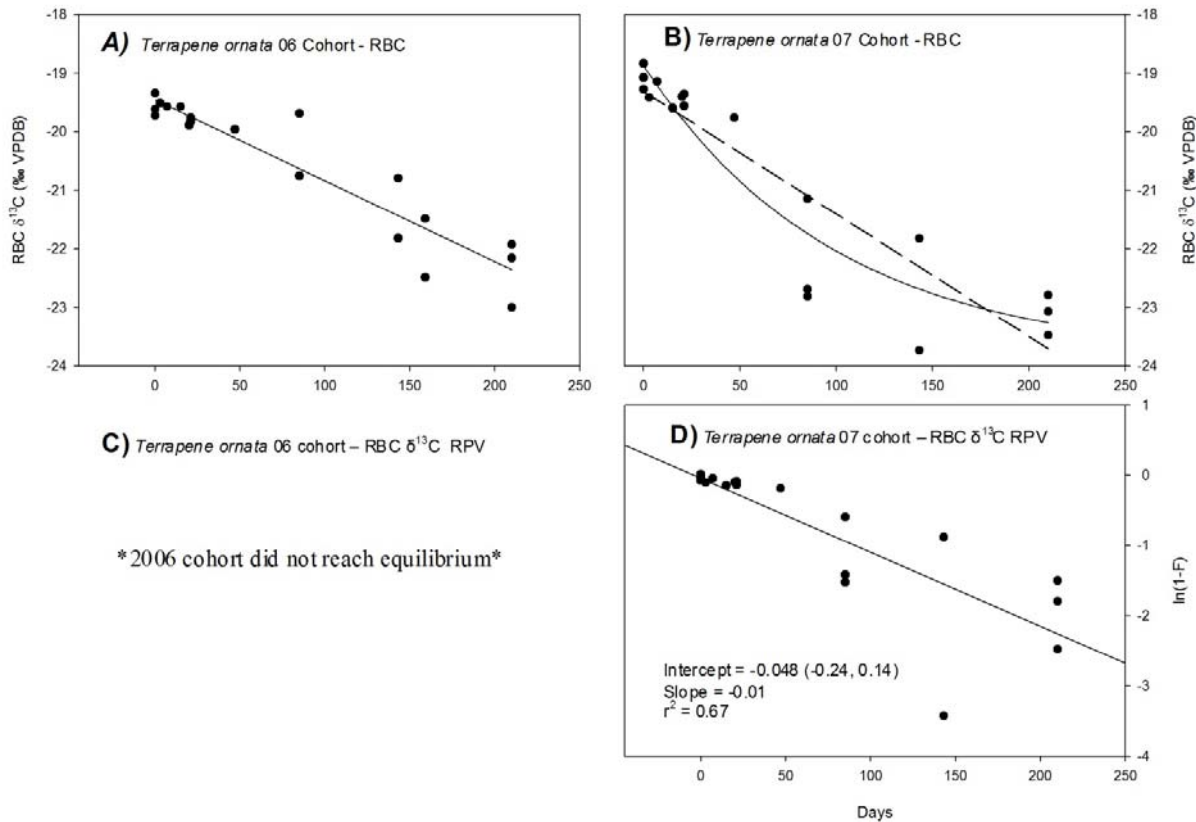 A) Terrapene ornata 06 Cohort - RBC
-18
-19
-20
-21
-22
-23
-24
RBC δ¹³C (‰ VPDB)
0 50 100 150 200 250
B) Terrapene ornata 07 Cohort - RBC
-18
-19
-20
-21
-22
-23
-24
RBC δ¹³C (‰ VPDB)
0 50 100 150 200 250
C) Terrapene ornata 06 cohort – RBC δ¹³C RPV
*2006 cohort did not reach equilibrium*
D) Terrapene ornata 07 cohort – RBC δ¹³C RPV
1
0
-1
-2
-3
-4
ln(1-F)
Intercept = -0.048 (-0.24, 0.14)
Slope = -0.01
r² = 0.67
0 50 100 150 200 250
Days